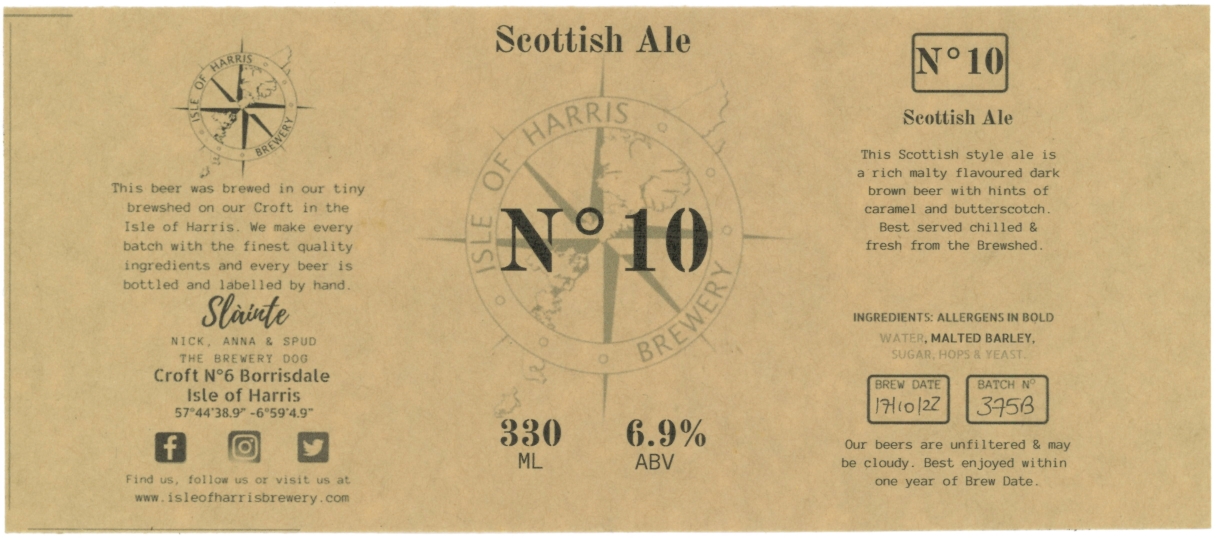 ISLE OF HARRIS
BREWERY
This beer was brewed in our tiny
brewshed on our Croft in the
Isle of Harris. We make every
batch with the finest quality
ingredients and every beer is
bottled and labelled by hand.
Slàinte
NICK, ANNA & SPUD
THE BREWERY DOG
Croft N°6 Borrisdale
Isle of Harris
57°44'38.9" -6°59'4.9"
Find us, follow us or visit us at
www.isleofharrisbrewery.com
Scottish Ale
ISLE OF HARRIS
N° 10
BREWERY
330
ML
6.9%
ABV
N° 10
Scottish Ale
This Scottish style ale is
a rich malty flavoured dark
brown beer with hints of
caramel and butterscotch.
Best served chilled &
fresh from the Brewshed.
INGREDIENTS: ALLERGENS IN BOLD
WATER, MALTED BARLEY,
SUGAR, HOPS & YEAST.
BREW DATE
17/10/22
BATCH N°
375B
Our beers are unfiltered & may
be cloudy. Best enjoyed within
one year of Brew Date.